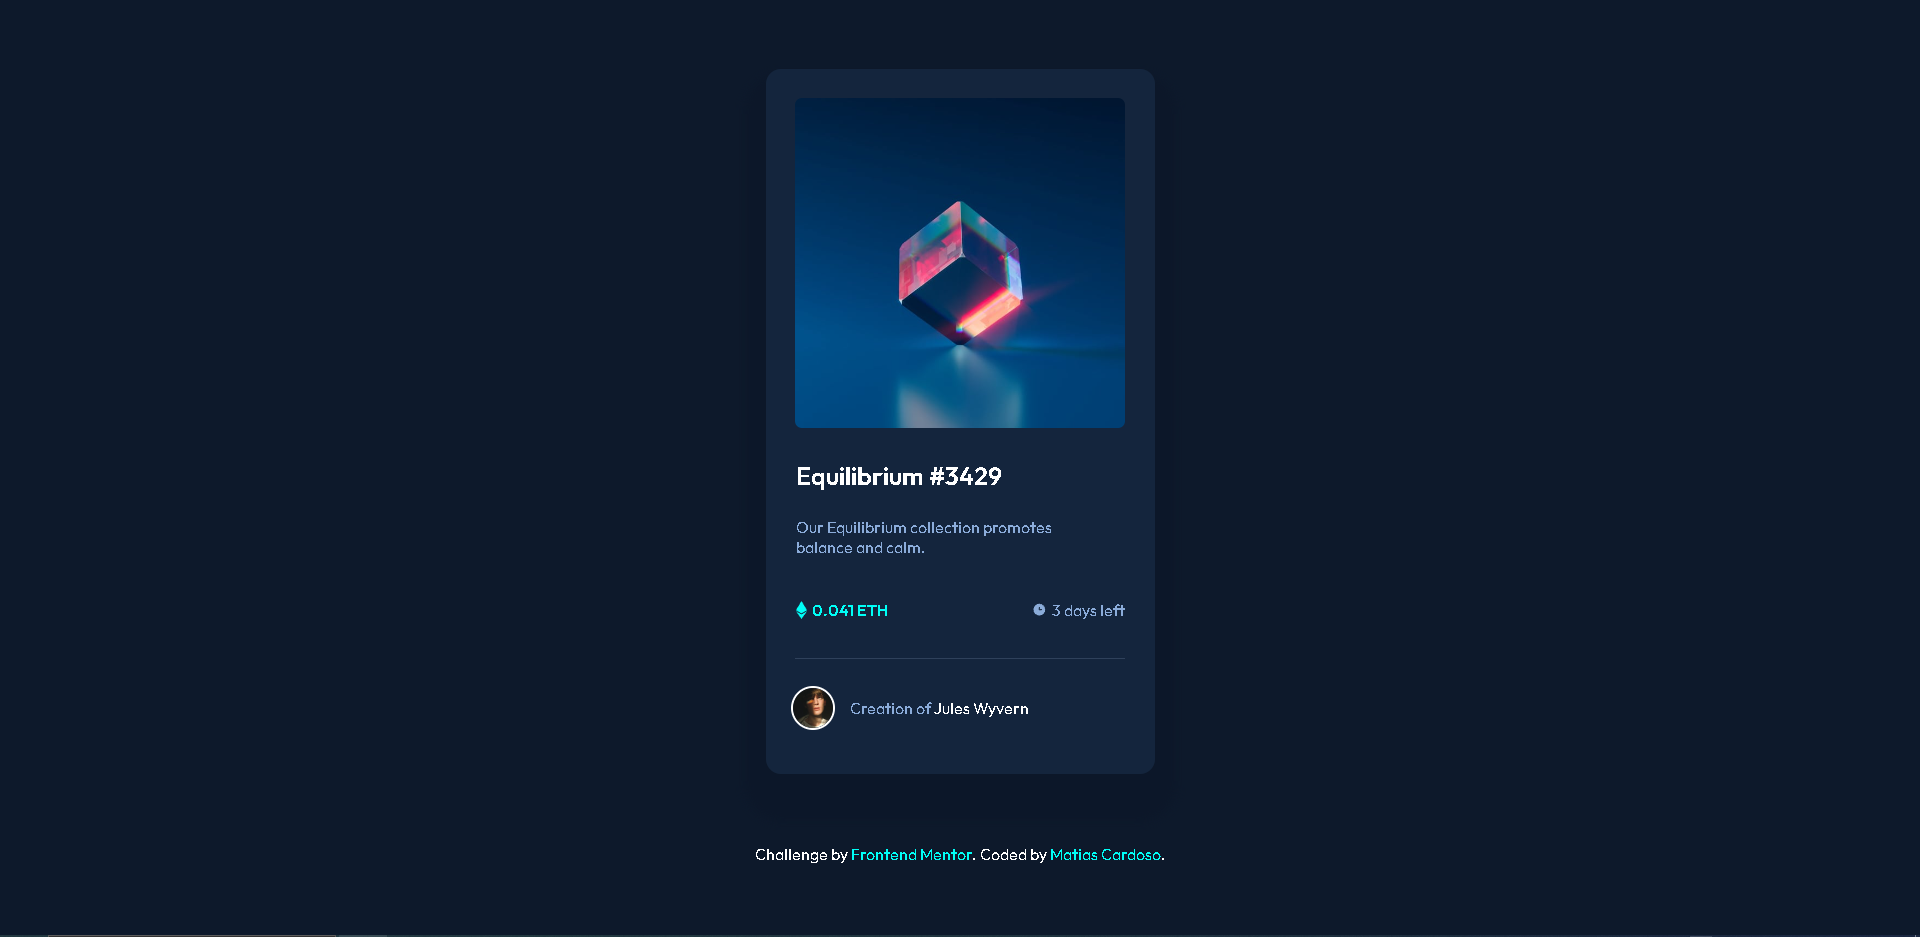 Equilibrium #3429
Our Equilibrium collection promotes
balance and calm.
0.041 ETH
3 days left
Creation of Jules Wyvern
Challenge by Frontend Mentor. Coded by Matias Cardoso.